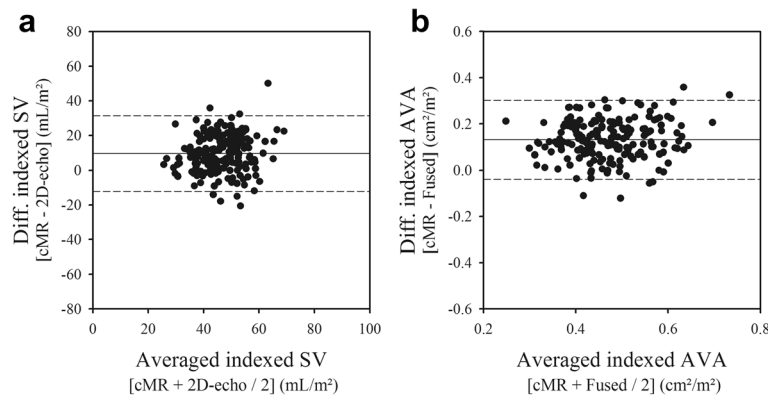 a
Diff. indexed SV
[cMR - 2D-echo] (mL/m²)
80
60
40
20
0
-20
-40
-60
-80
0 20 40 60 80 100
Averaged indexed SV
[cMR + 2D-echo / 2] (mL/m²)
b
Diff. indexed AVA
[cMR - Fused] (cm²/m²)
0.6
0.4
0.2
0.0
-0.2
-0.4
-0.6
0.2 0.4 0.6 0.8
Averaged indexed AVA
[cMR + Fused / 2] (cm²/m²)